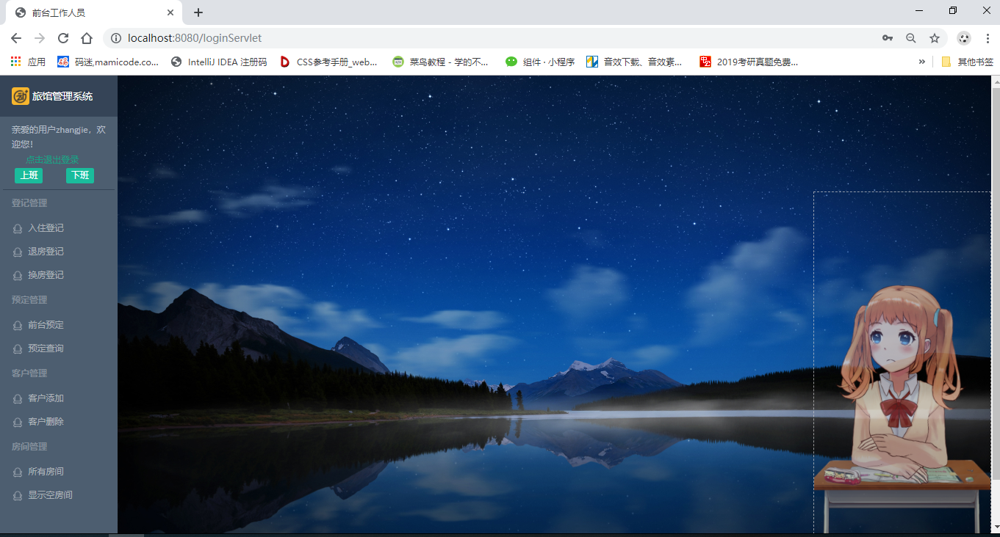 前台工作人员
localhost:8080/loginServlet
应用
码迷,mamicode.co...
IntelliJ IDEA 注册码
CSS参考手册_web...
菜鸟教程 - 学的不...
组件 · 小程序
音效下载、音效素...
2019考研真题免费...
»
其他书签
旅馆管理系统
亲爱的用户zhangjie，欢
迎您！
点击退出登录
上班
下班
登记管理
入住登记
退房登记
换房登记
预定管理
前台预定
预定查询
客户管理
客户添加
客户删除
房间管理
所有房间
显示空房间